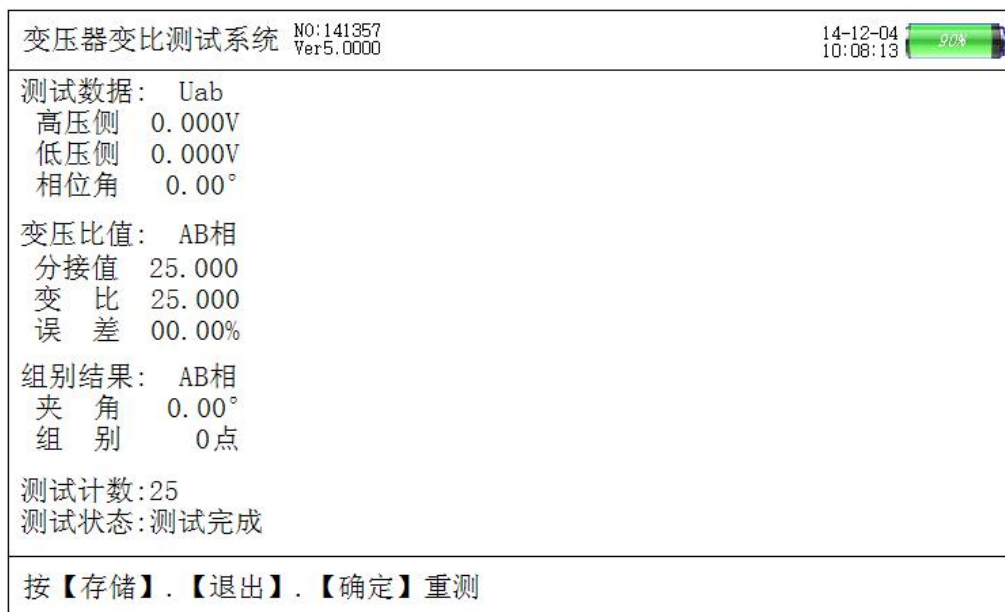 变压器变比测试系统 NO:141357
Ver5.0000
14-12-04
10:08:13
90%
测试数据: Uab
高压侧 0.000V
低压侧 0.000V
相位角 0.00°
变压比值: AB相
分接值 25.000
变 比 25.000
误 差 00.00%
组别结果: AB相
夹 角 0.00°
组 别 0点
测试计数:25
测试状态:测试完成
按【存储】.【退出】.【确定】重测